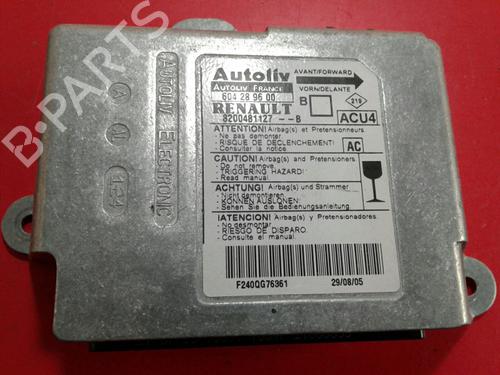 Autoliv
AUTOLIV FRANCE
604 28 96 00
RENAULT
8200481127 -- B
AVANT/FORWARD
VORN/DELANTE
B
219
ACU4
ATTENTION! Airbag(s) et Pretensionneurs
- Ne pas demonter
- RISQUE DE DECLENCHEMENT!
- Consulter la notice.
AC
CAUTION! Airbag(s) and Pretensioners
- Do not remove
- TRIGGERING HAZARD!
- Read manual
ACHTUNG! Airbag(s) und Strammer
- Nicht demontieren
- KONNEN AUSLOSEN!
- Sehen Sie die Bedienungsanleitung.
!ATENCION! Airbag(s) y Pretensionadores.
- No desmontar
- RIESGO DE DISPARO.
- Consulte el manual.
F240QG76361
29/08/05
AUTOLIV ELECTRONIC
B-PARTS